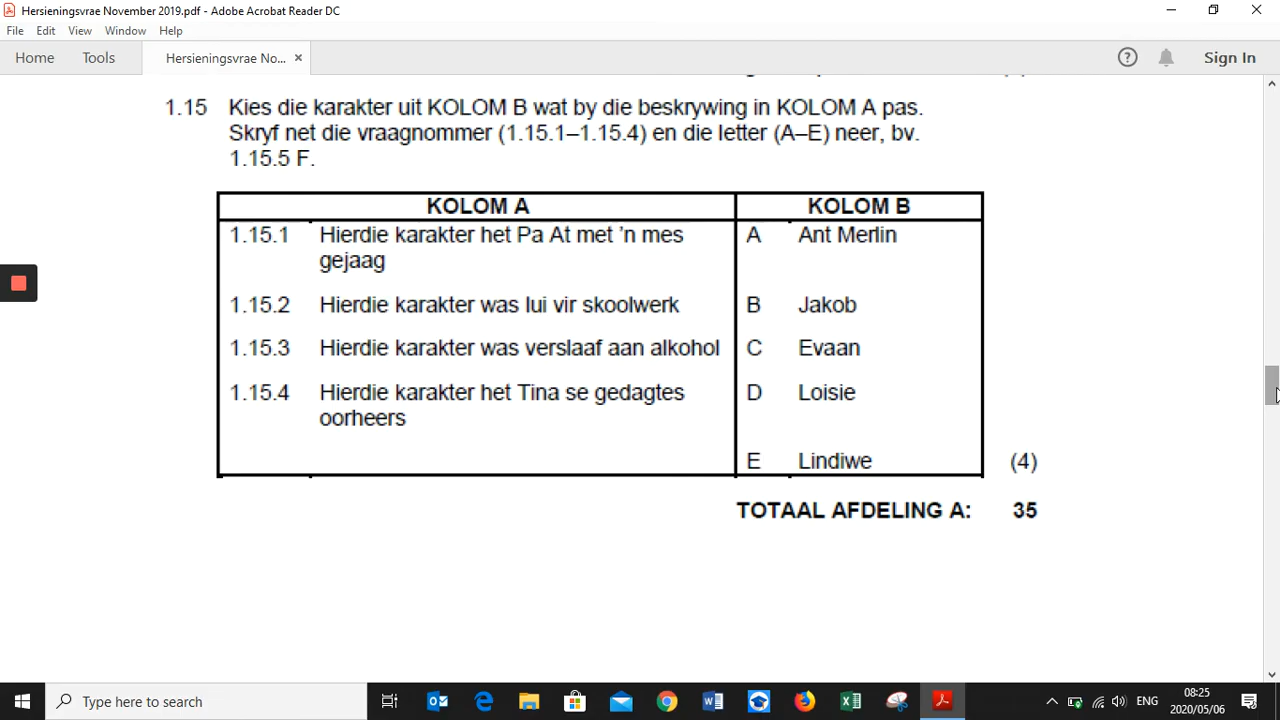 Hersieningsvrae November 2019.pdf - Adobe Acrobat Reader DC
File Edit View Window Help
Home Tools Hersieningsvrae No... × Sign In
1.15 Kies die karakter uit KOLOM B wat by die beskrywing in KOLOM A pas.
Skryf net die vraagnommer (1.15.1–1.15.4) en die letter (A–E) neer, bv.
1.15.5 F.
KOLOM A KOLOM B
1.15.1 Hierdie karakter het Pa At met 'n mes A Ant Merlin
gejaag
1.15.2 Hierdie karakter was lui vir skoolwerk B Jakob
1.15.3 Hierdie karakter was verslaaf aan alkohol C Evaan
1.15.4 Hierdie karakter het Tina se gedagtes D Loisie
oorheers
E Lindiwe (4)
TOTAAL AFDELING A: 35
Type here to search ENG 08:25
2020/05/06